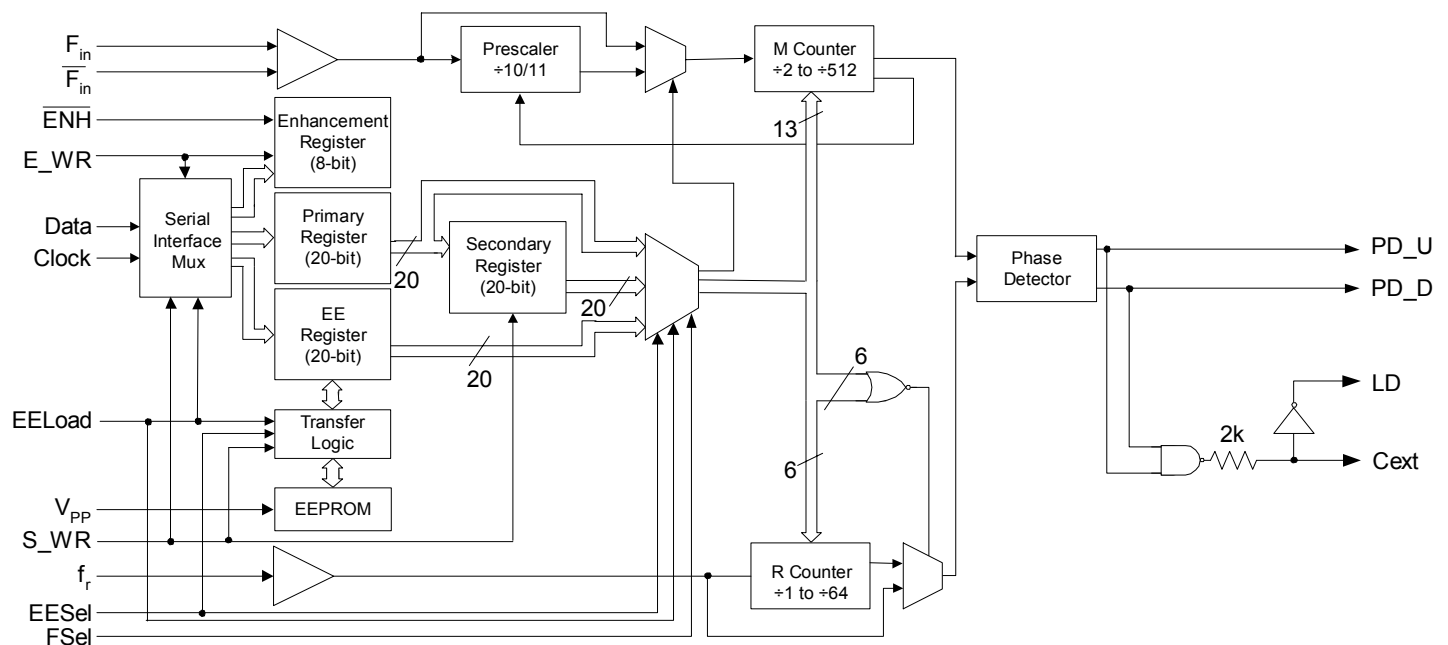 F_in
F̅_in
E̅N̅H̅
E_WR
Data
Clock
EELoad
V_PP
S_WR
f_r
EESel
FSel
Prescaler
÷10/11
M Counter
÷2 to ÷512
13
Enhancement
Register
(8-bit)
Serial
Interface
Mux
Primary
Register
(20-bit)
20
Secondary
Register
(20-bit)
20
EE
Register
(20-bit)
20
Transfer
Logic
EEPROM
Phase
Detector
PD_U
PD_D
6
6
2k
LD
Cext
R Counter
÷1 to ÷64